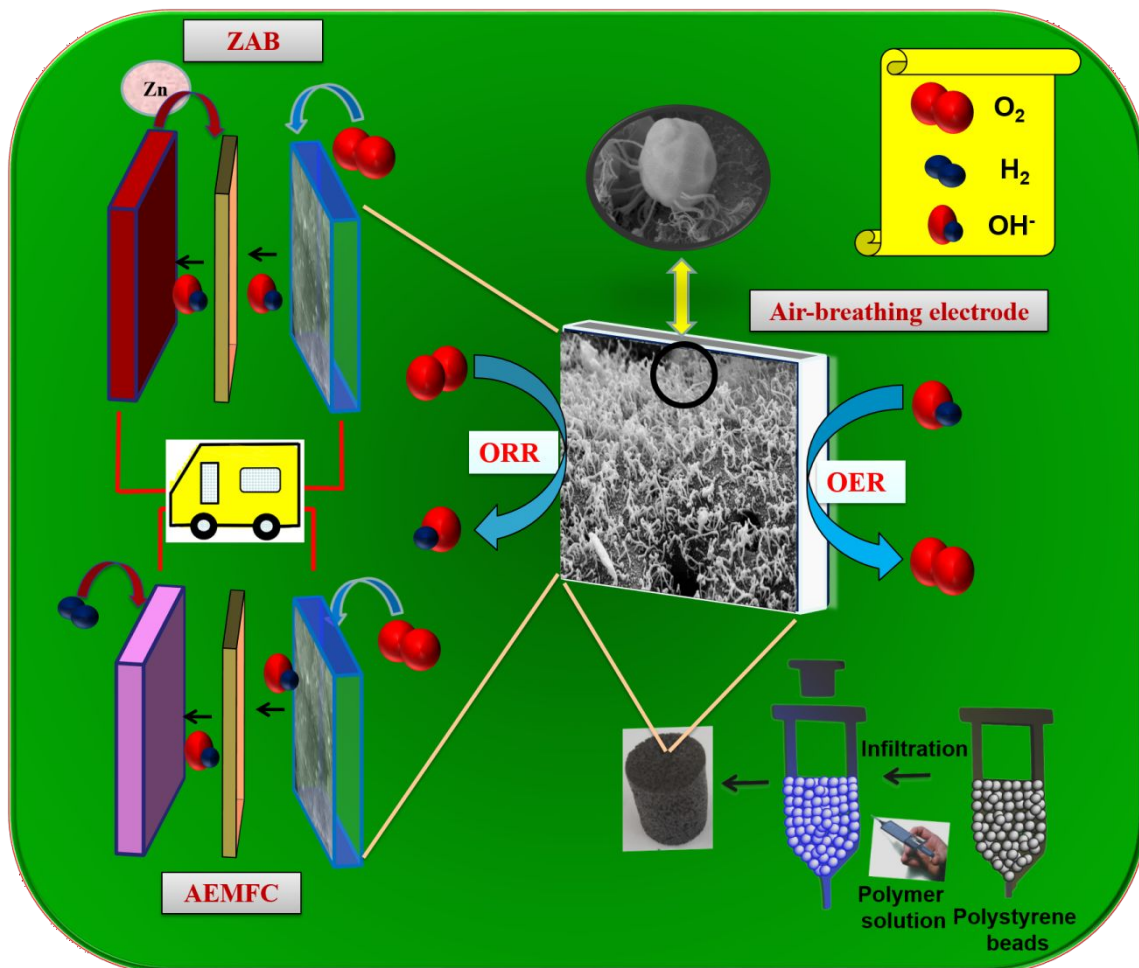 ZAB
Zn
O₂
H₂
OH⁻
Air-breathing electrode
ORR
OER
Infiltration
Polymer
solution
Polystyrene
beads
AEMFC